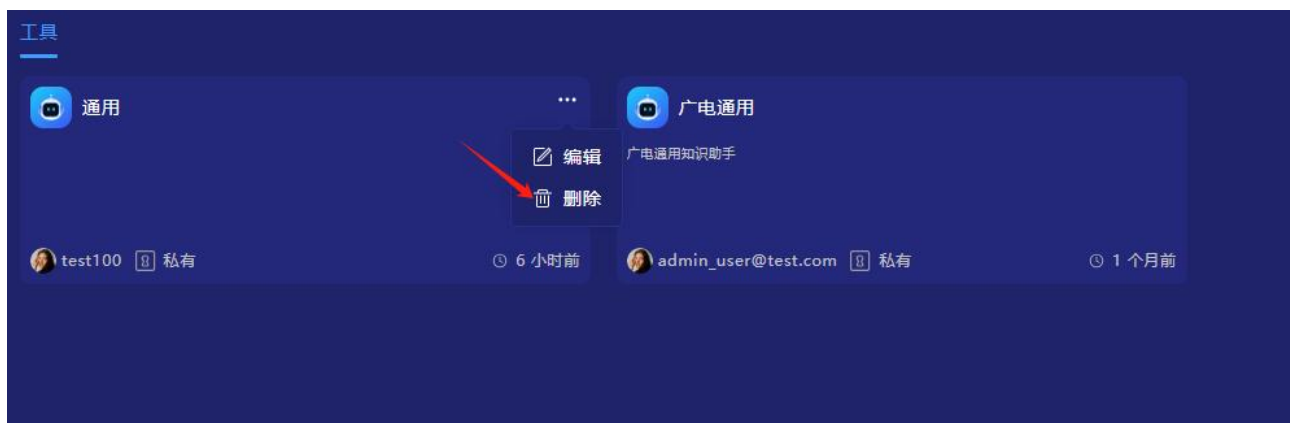 工具
通用
广电通用
编辑
广电通用知识助手
删除
test100 私有
6 小时前
admin_user@test.com 私有
1 个月前